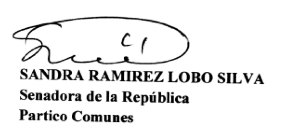 SANDRA RAMIREZ LOBO SILVA
Senadora de la República
Partico Comunes